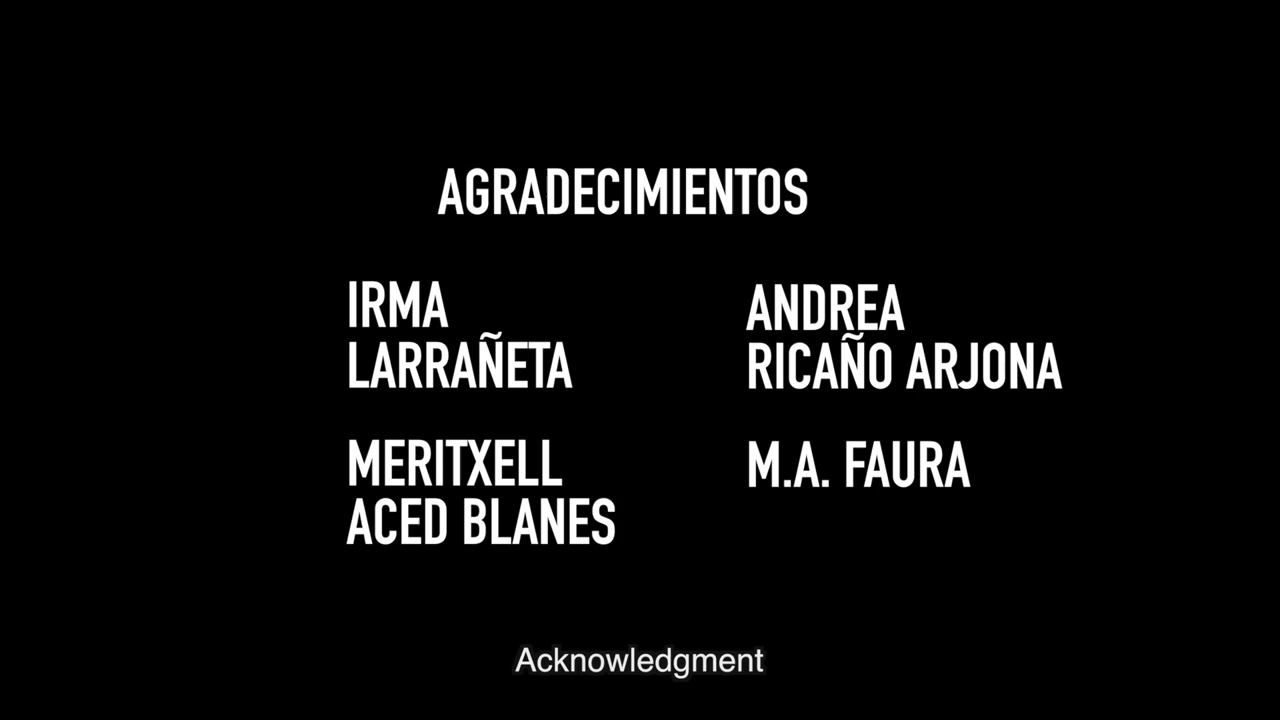 AGRADECIMIENTOS
IRMA
LARRAÑETA
ANDREA
RICAÑO ARJONA
MERITXELL
ACED BLANES
M.A. FAURA
Acknowledgment